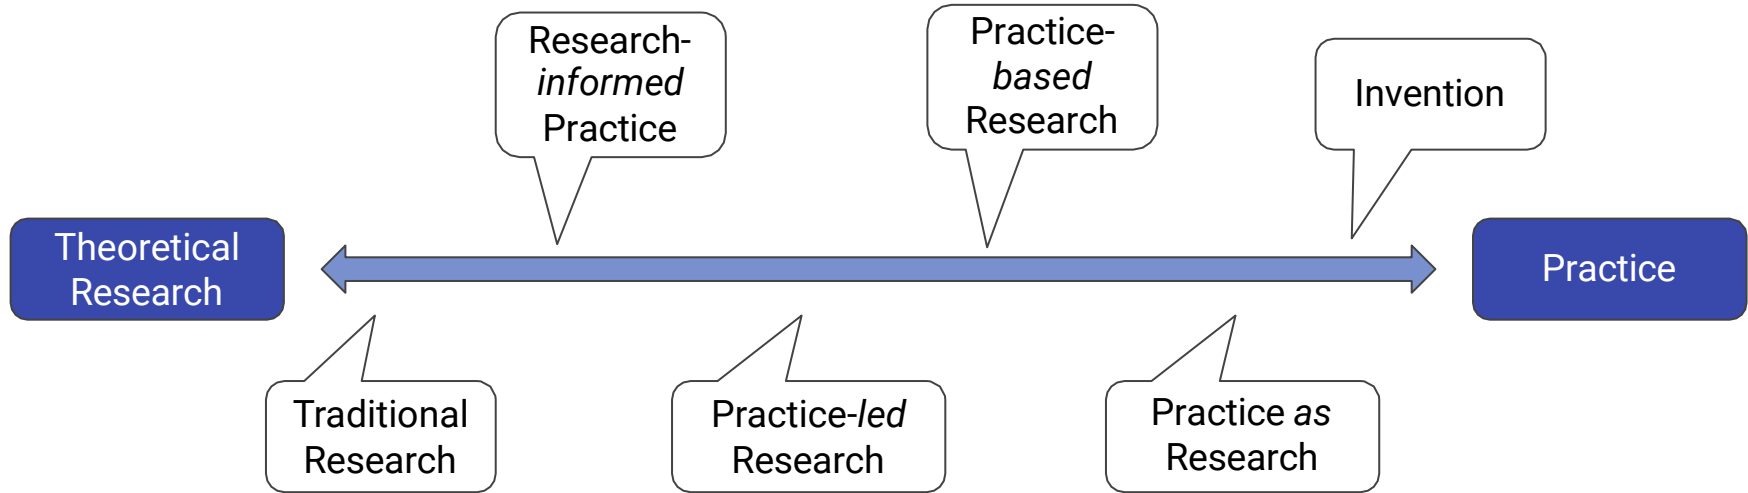 Research-
informed
Practice
Practice-
based
Research
Invention
Theoretical
Research
Practice
Traditional
Research
Practice-led
Research
Practice as
Research